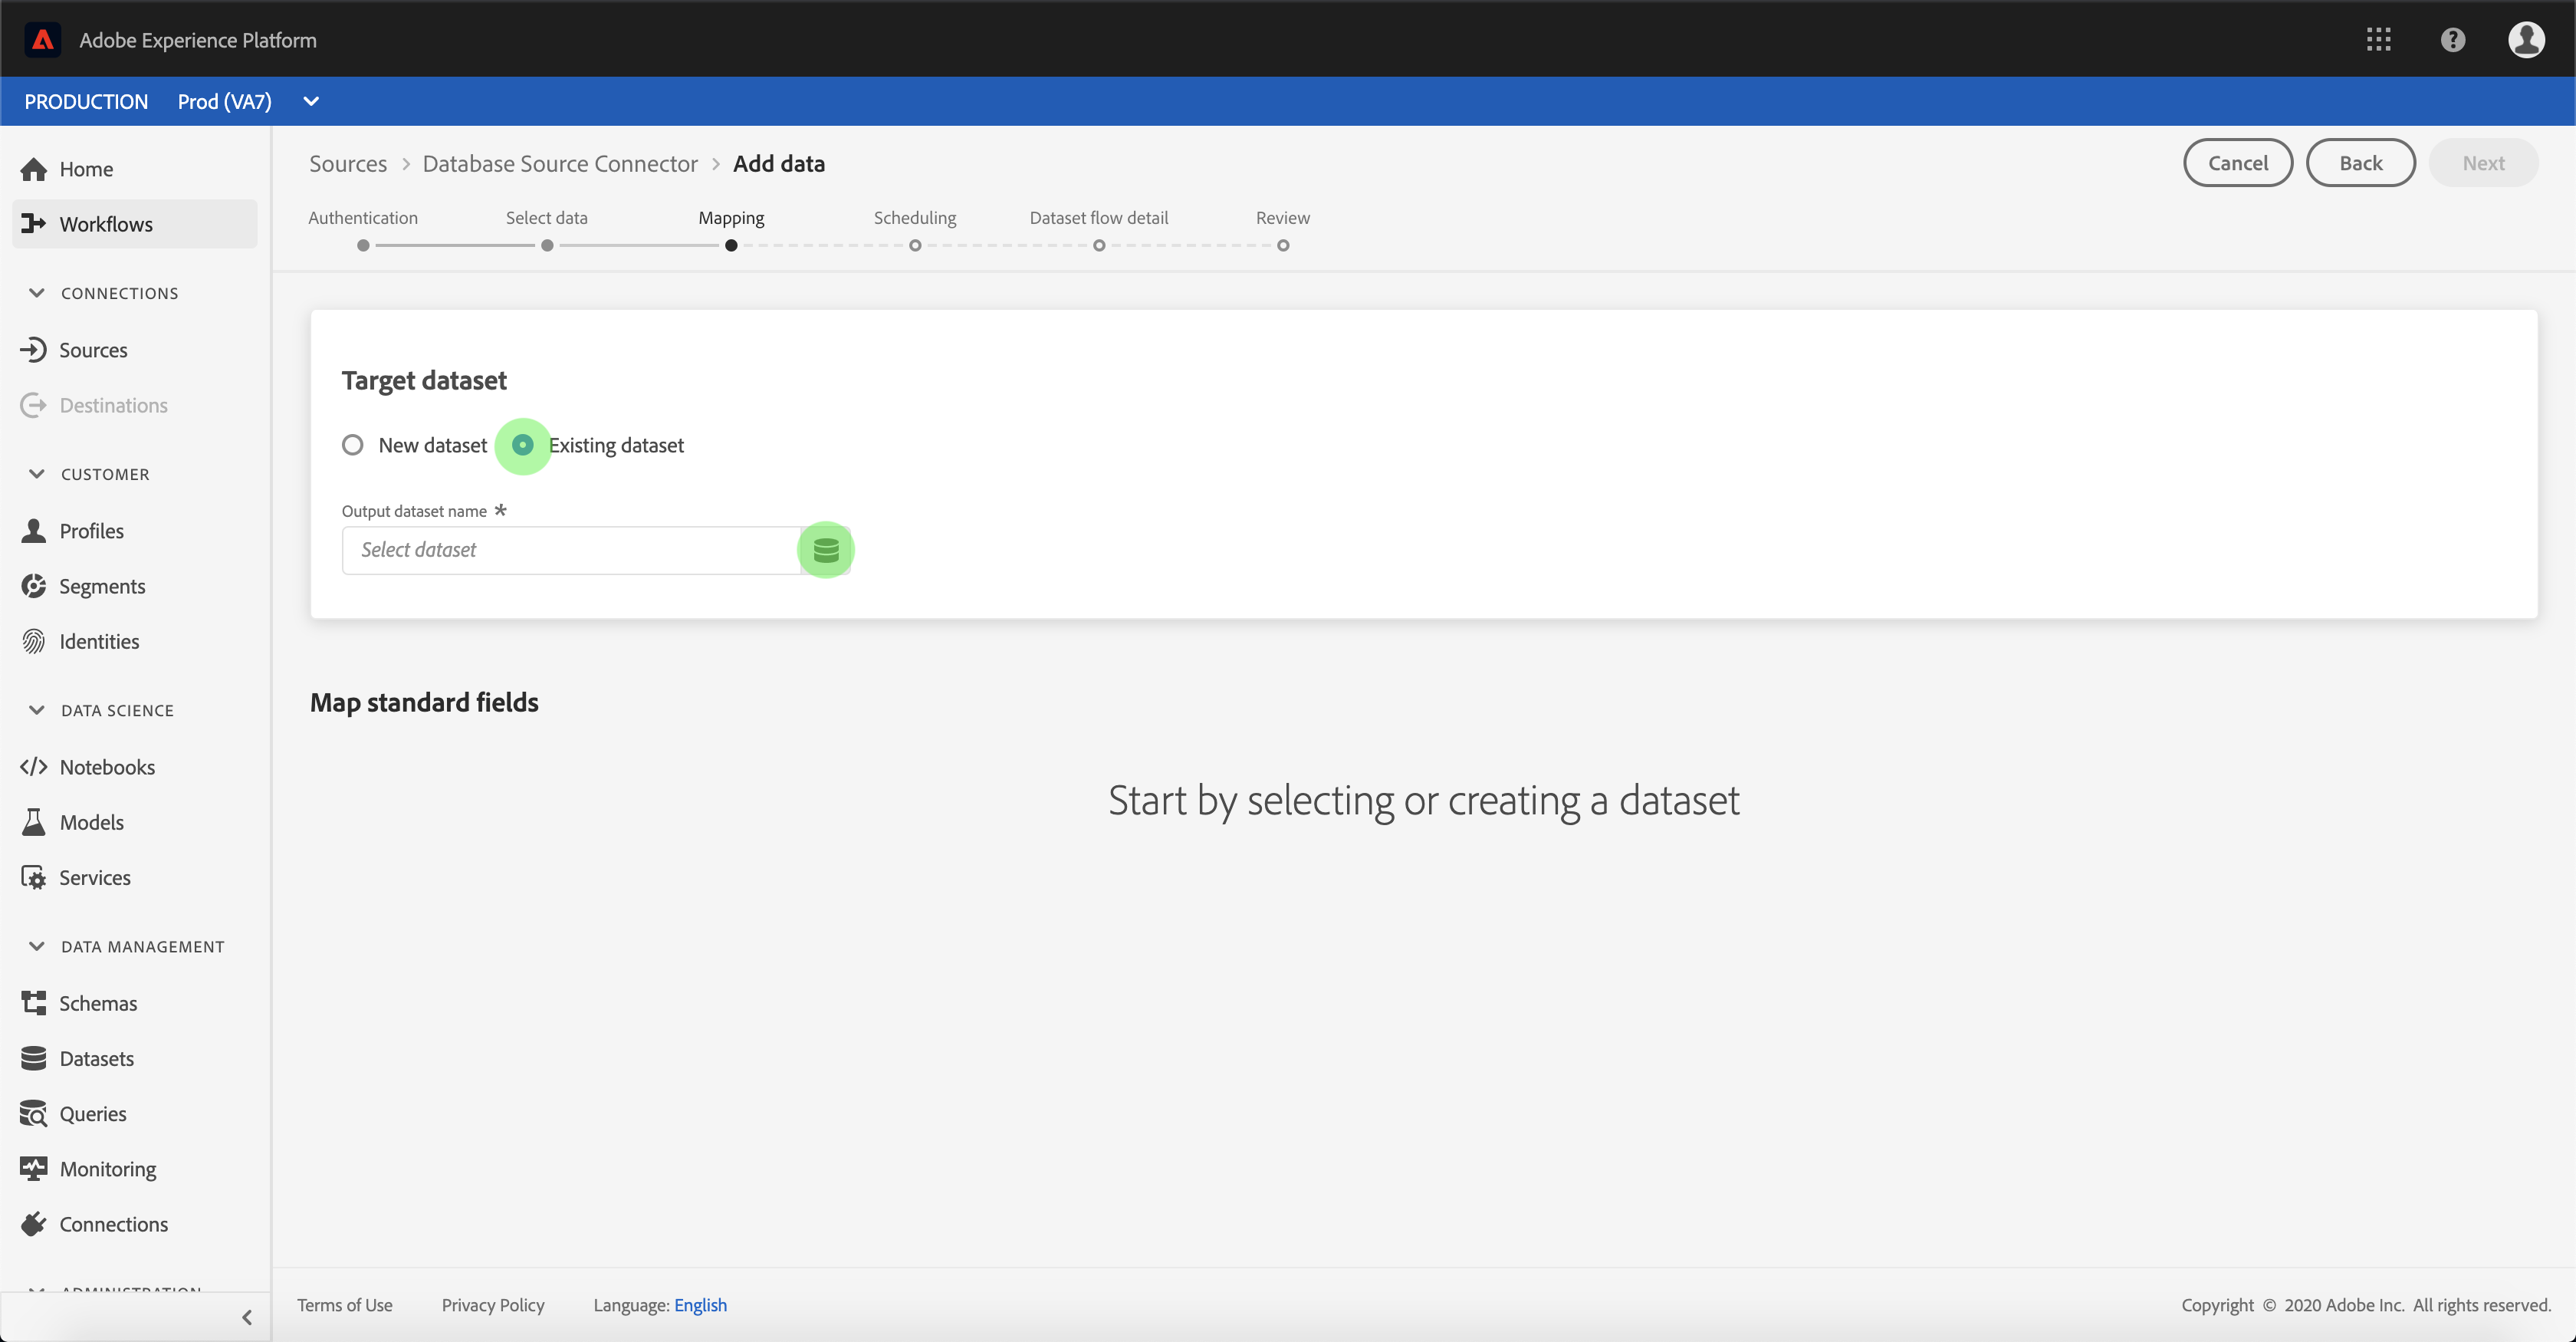 Adobe Experience Platform
PRODUCTION Prod (VA7)
Home
Workflows
CONNECTIONS
Sources
Destinations
CUSTOMER
Profiles
Segments
Identities
DATA SCIENCE
Notebooks
Models
Services
DATA MANAGEMENT
Schemas
Datasets
Queries
Monitoring
Connections
ADMINISTRATION
Sources > Database Source Connector > Add data
Cancel Back Next
Authentication Select data Mapping Scheduling Dataset flow detail Review
Target dataset
New dataset Existing dataset
Output dataset name *
Select dataset
Map standard fields
Start by selecting or creating a dataset
Terms of Use Privacy Policy Language: English Copyright © 2020 Adobe Inc. All rights reserved.